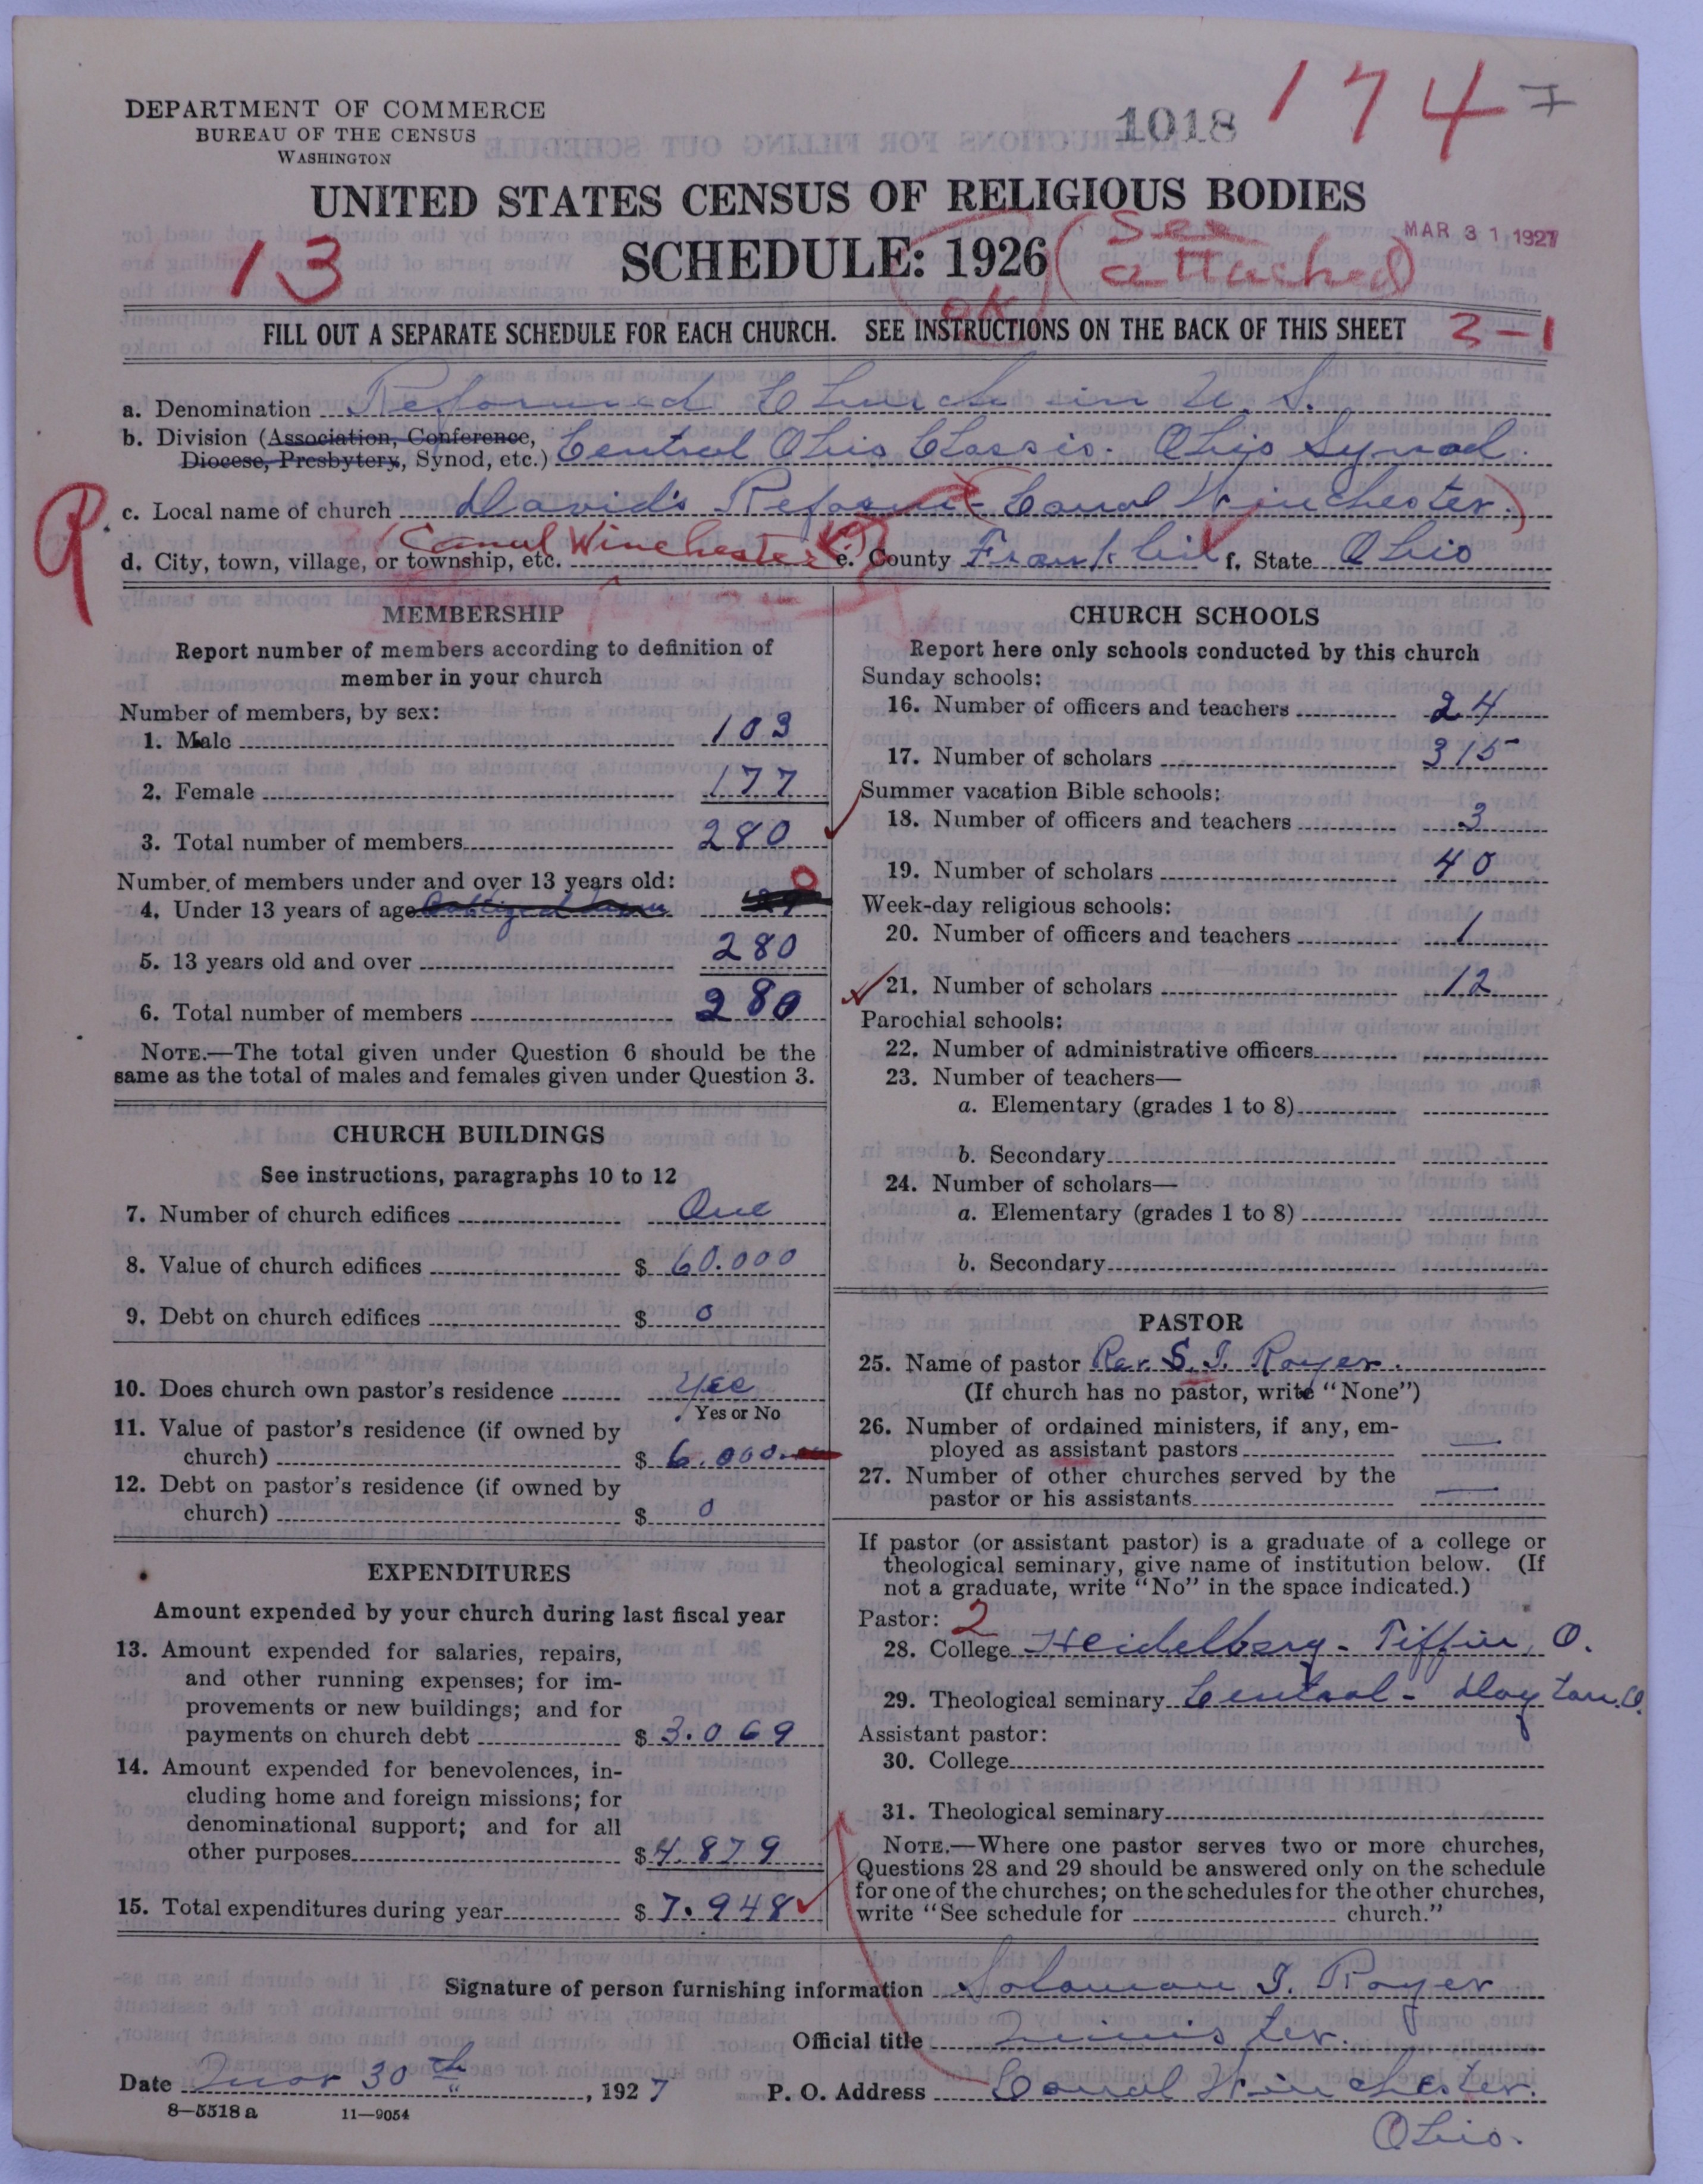 DEPARTMENT OF COMMERCE
BUREAU OF THE CENSUS
WASHINGTON
1018
174
UNITED STATES CENSUS OF RELIGIOUS BODIES
SCHEDULE: 1926
13
(See attached)
OK
MAR 31 1927
FILL OUT A SEPARATE SCHEDULE FOR EACH CHURCH. SEE INSTRUCTIONS ON THE BACK OF THIS SHEET
3-1
a. Denomination Reformed Church in U. S.
b. Division (Association, Conference,
Diocese, Presbytery, Synod, etc.) Central Ohio Classis. Ohio Synod.
R
c. Local name of church David's Reform - (Canal Winchester.)
d. City, town, village, or township, etc. (Canal Winchester) e. County Franklin f. State Ohio
MEMBERSHIP
Report number of members according to definition of
member in your church
Number of members, by sex:
1. Male 103
2. Female 177
3. Total number of members 280
Number of members under and over 13 years old:
4. Under 13 years of age 0
5. 13 years old and over 280
6. Total number of members 280
NOTE.—The total given under Question 6 should be the
same as the total of males and females given under Question 3.
CHURCH BUILDINGS
See instructions, paragraphs 10 to 12
7. Number of church edifices One
8. Value of church edifices $ 60.000
9. Debt on church edifices $ 0
10. Does church own pastor's residence Yes
Yes or No
11. Value of pastor's residence (if owned by
church) $ 6.000.
12. Debt on pastor's residence (if owned by
church) $ 0
EXPENDITURES
Amount expended by your church during last fiscal year
13. Amount expended for salaries, repairs,
and other running expenses; for im-
provements or new buildings; and for
payments on church debt $ 3.069
14. Amount expended for benevolences, in-
cluding home and foreign missions; for
denominational support; and for all
other purposes $ 4.879
15. Total expenditures during year $ 7.948
CHURCH SCHOOLS
Report here only schools conducted by this church
Sunday schools:
16. Number of officers and teachers 24
17. Number of scholars 315
Summer vacation Bible schools:
18. Number of officers and teachers 3
19. Number of scholars 40
Week-day religious schools:
20. Number of officers and teachers 1
21. Number of scholars 12
Parochial schools:
22. Number of administrative officers
23. Number of teachers—
a. Elementary (grades 1 to 8)
b. Secondary
24. Number of scholars—
a. Elementary (grades 1 to 8)
b. Secondary
PASTOR
25. Name of pastor Rev. S. I. Royer.
(If church has no pastor, write "None")
26. Number of ordained ministers, if any, em-
ployed as assistant pastors —
27. Number of other churches served by the
pastor or his assistants —
If pastor (or assistant pastor) is a graduate of a college or
theological seminary, give name of institution below. (If
not a graduate, write "No" in the space indicated.)
Pastor: 2
28. College Heidelberg - Tiffin, O.
29. Theological seminary Central - Dayton. O.
Assistant pastor:
30. College
31. Theological seminary
NOTE.—Where one pastor serves two or more churches,
Questions 28 and 29 should be answered only on the schedule
for one of the churches; on the schedules for the other churches,
write "See schedule for church."
Signature of person furnishing information Soloman I. Royer
Official title Minister.
Date Mar 30th, 1927
P. O. Address Canal Winchester.
Ohio.
8—5518a 11—9054